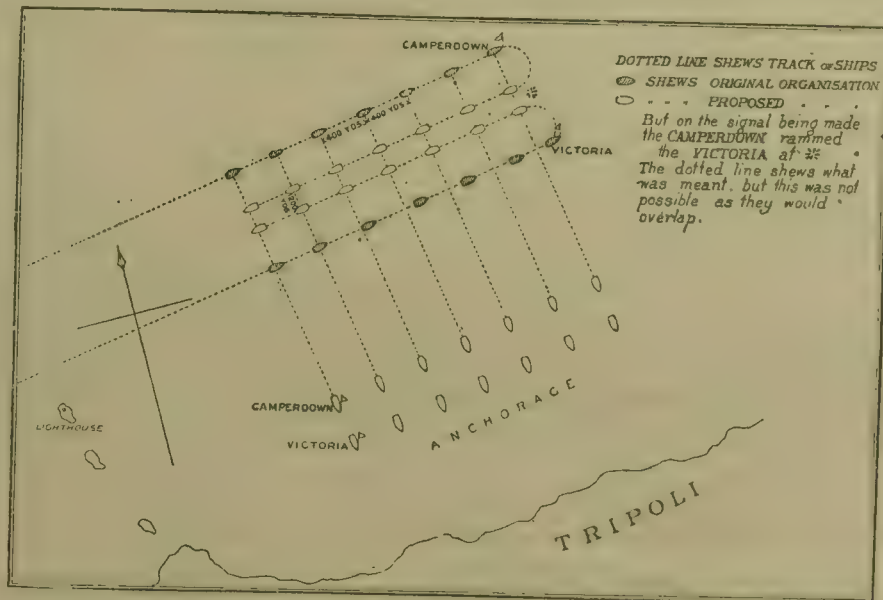 CAMPERDOWN
DOTTED LINE SHEWS TRACK OF SHIPS
SHEWS ORIGINAL ORGANISATION
" " " PROPOSED " " "
But on the signal being made
the CAMPERDOWN rammed
the VICTORIA at
The dotted line shews what
was meant, but this was not
possible as they would
overlap.
400 YDS. 400 YDS.
VICTORIA
1200
YDS
CAMPERDOWN
VICTORIA
ANCHORAGE
LIGHTHOUSE
TRIPOLI